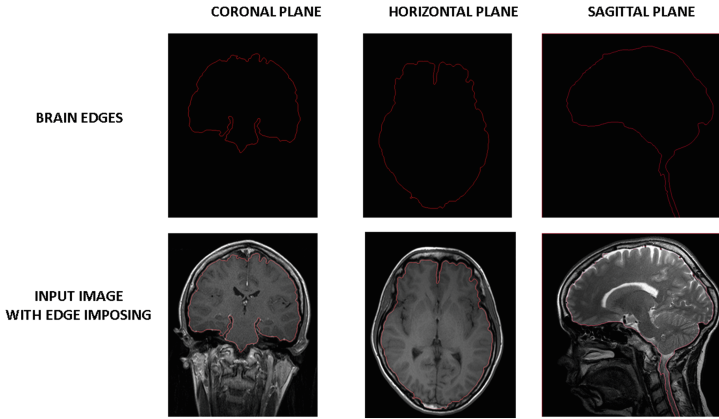 CORONAL PLANE
HORIZONTAL PLANE
SAGITTAL PLANE
BRAIN EDGES
INPUT IMAGE
WITH EDGE IMPOSING